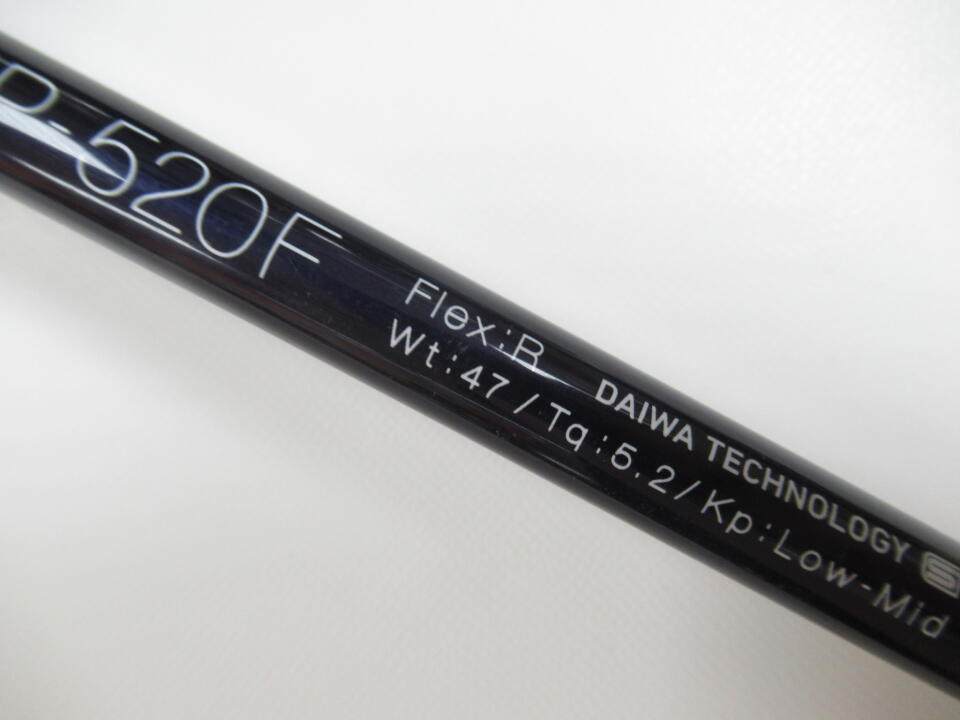 P-520F
Flex:R
Wt:47/Tq:5.2/Kp:Low-Mid
DAIWA TECHNOLOGY